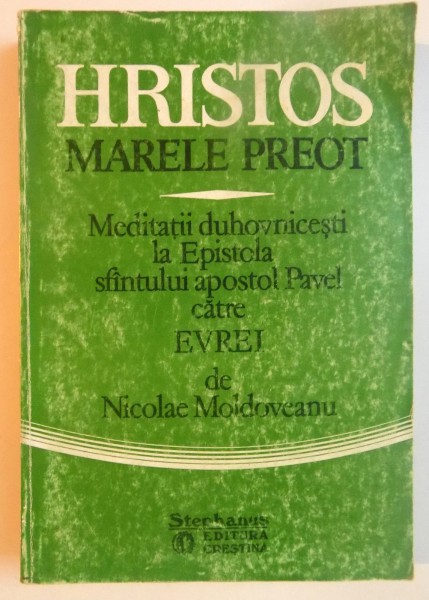 HRISTOS
MARELE PREOT
Meditații duhovnicești
la Epistola
sfîntului apostol Pavel
către
EVREI
de
Nicolae Moldoveanu
Stephanus
EDITURA
CREȘTINĂ